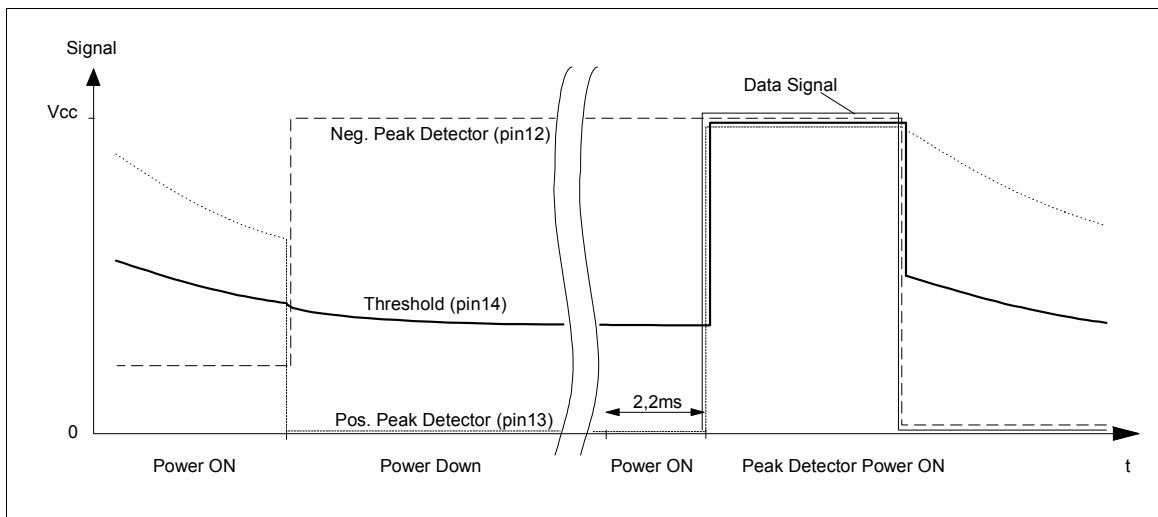 Signal
Data Signal
Vcc
Neg. Peak Detector (pin12)
Threshold (pin14)
2,2ms
Pos. Peak Detector (pin13)
0
Power ON
Power Down
Power ON
Peak Detector Power ON
t